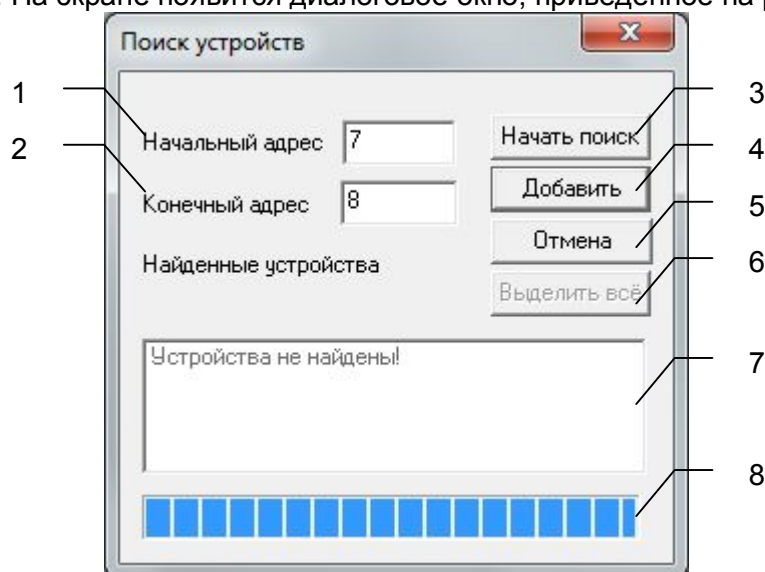 На экране появится диалоговое окно, приведенное на р
Поиск устройств
1
3
Начальный адрес 7 Начать поиск
2
4
Конечный адрес 8 Добавить
5
Отмена
6
Найденные устройства
Выделить всё
Устройства не найдены!
7
8